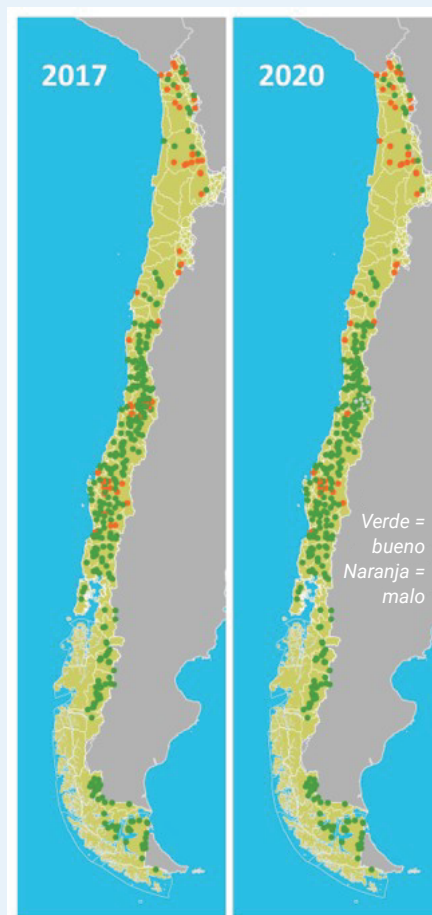 2017
2020
Verde =
bueno
Naranja =
malo